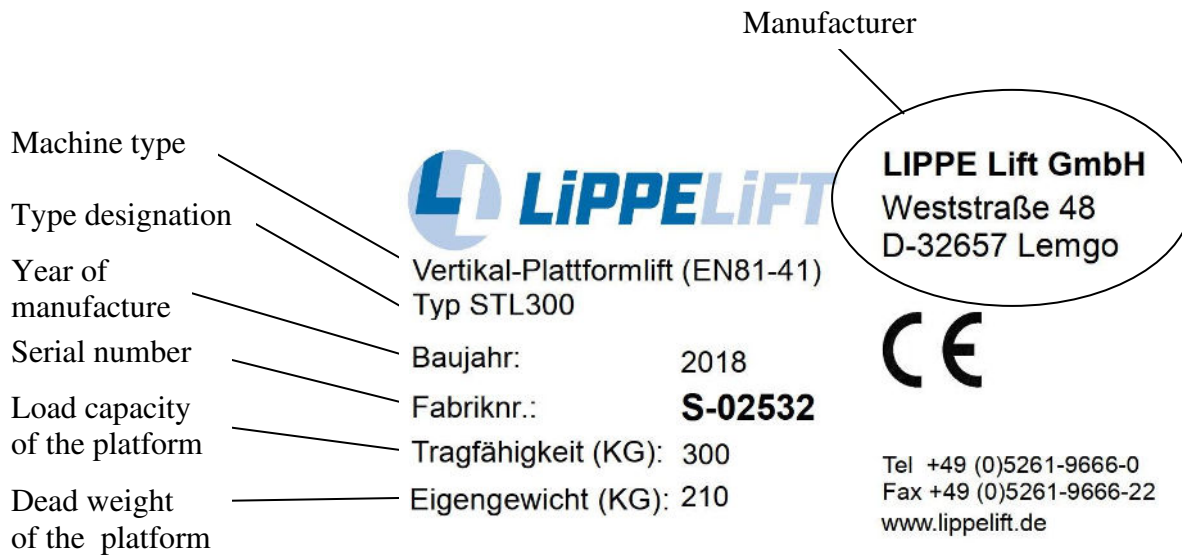 Manufacturer
Machine type
Type designation
Year of
manufacture
Serial number
Load capacity
of the platform
Dead weight
of the platform
LiPPELiFT
Vertikal-Plattformlift (EN81-41)
Typ STL300
Baujahr: 2018
Fabriknr.: S-02532
Tragfähigkeit (KG): 300
Eigengewicht (KG): 210
LIPPE Lift GmbH
Weststraße 48
D-32657 Lemgo
CE
Tel +49 (0)5261-9666-0
Fax +49 (0)5261-9666-22
www.lippelift.de